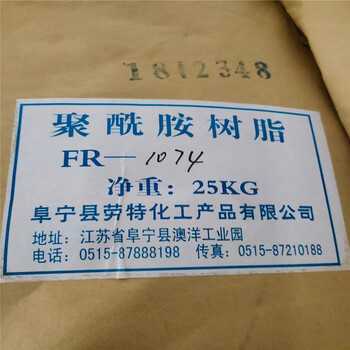 1812348
聚酰胺树脂
FR—1074
净重：25KG
阜宁县劳特化工产品有限公司
地址：江苏省阜宁县澳洋工业园
电话：0515-87888198 传真：0515-87210188